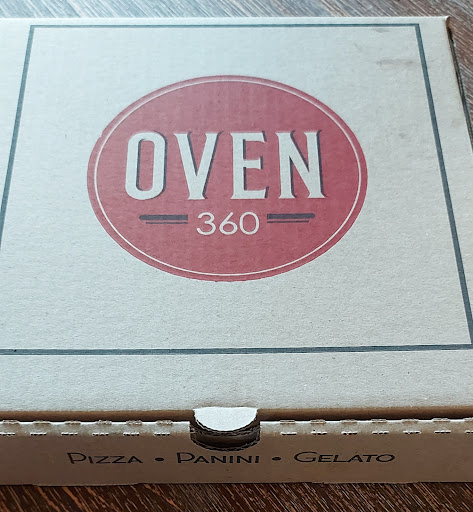 OVEN
360
PIZZA • PANINI • GELATO